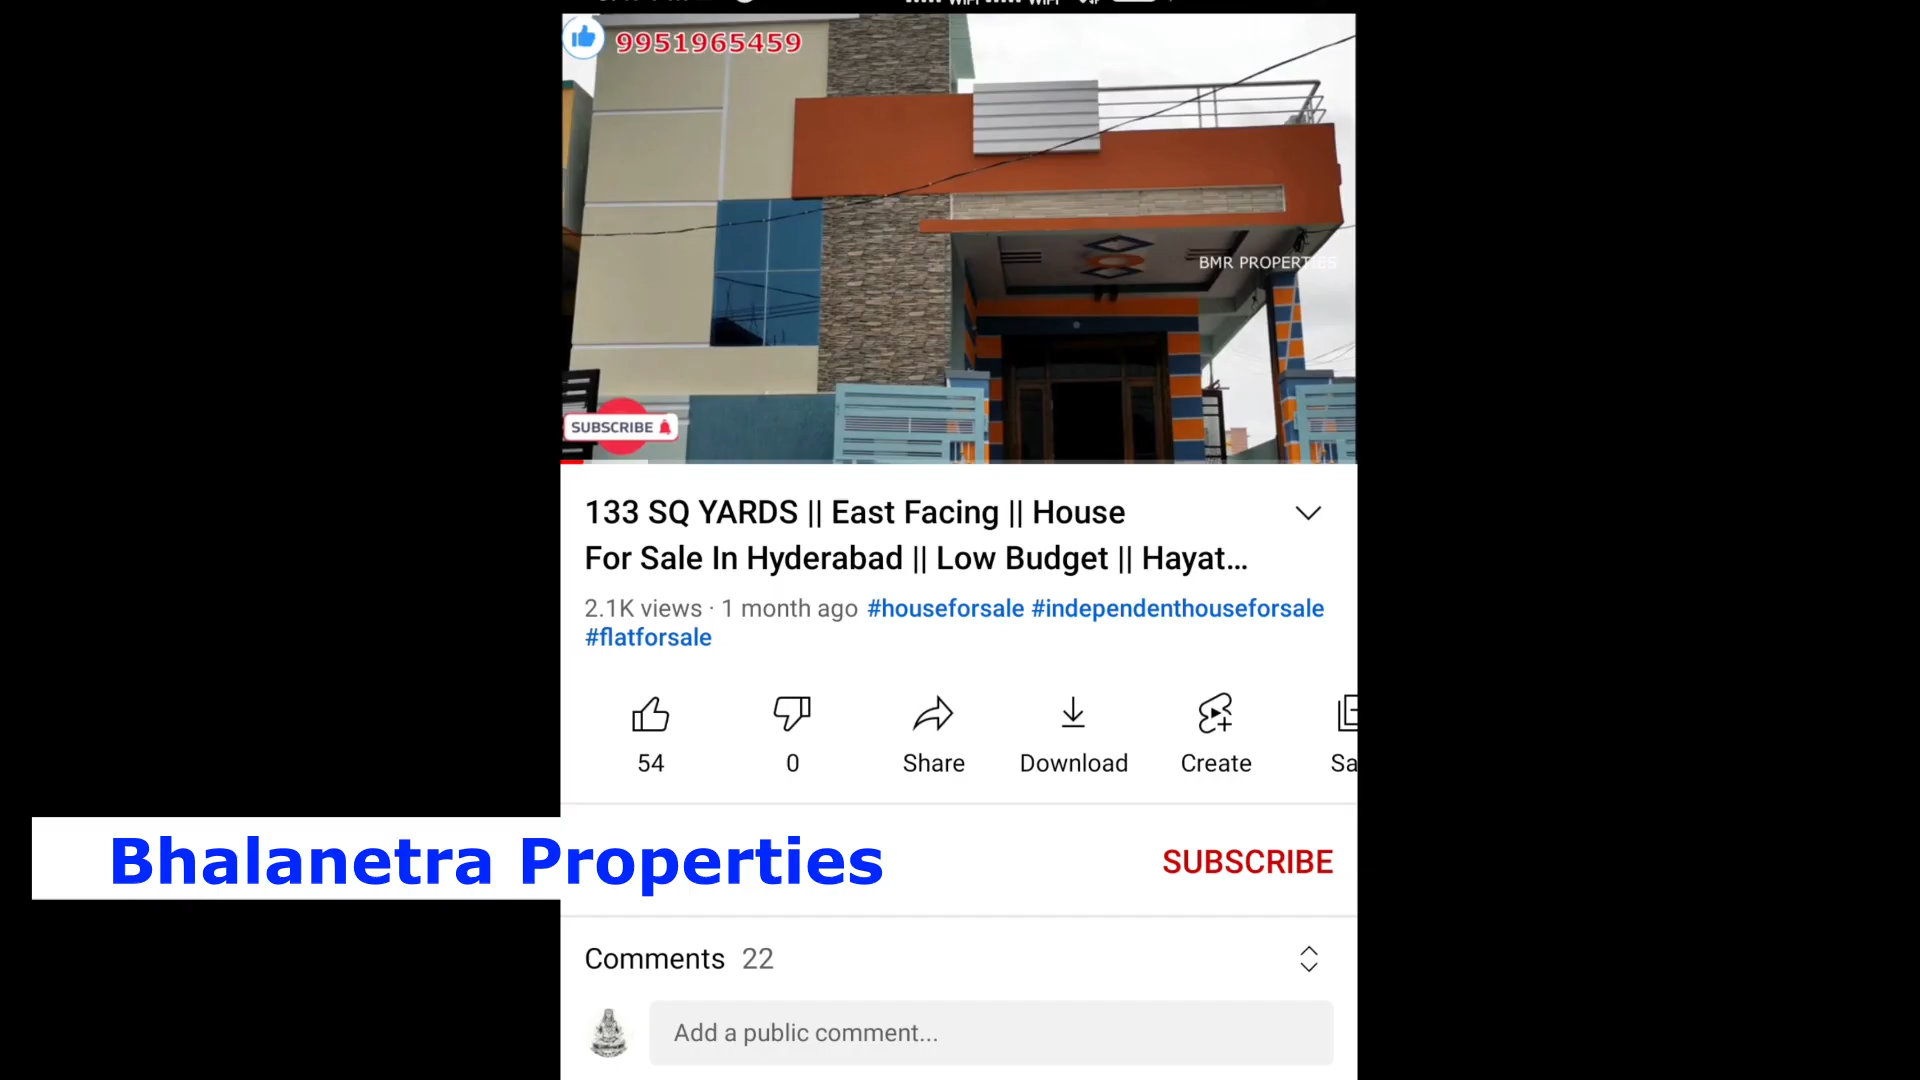 9951965459
BMR PROPERTIES
SUBSCRIBE
133 SQ YARDS || East Facing || House
For Sale In Hyderabad || Low Budget || Hayat...
2.1K views · 1 month ago #houseforsale #independenthouseforsale
#flatforsale
54
0
Share
Download
Create
Sa
Bhalanetra Properties
SUBSCRIBE
Comments 22
Add a public comment...